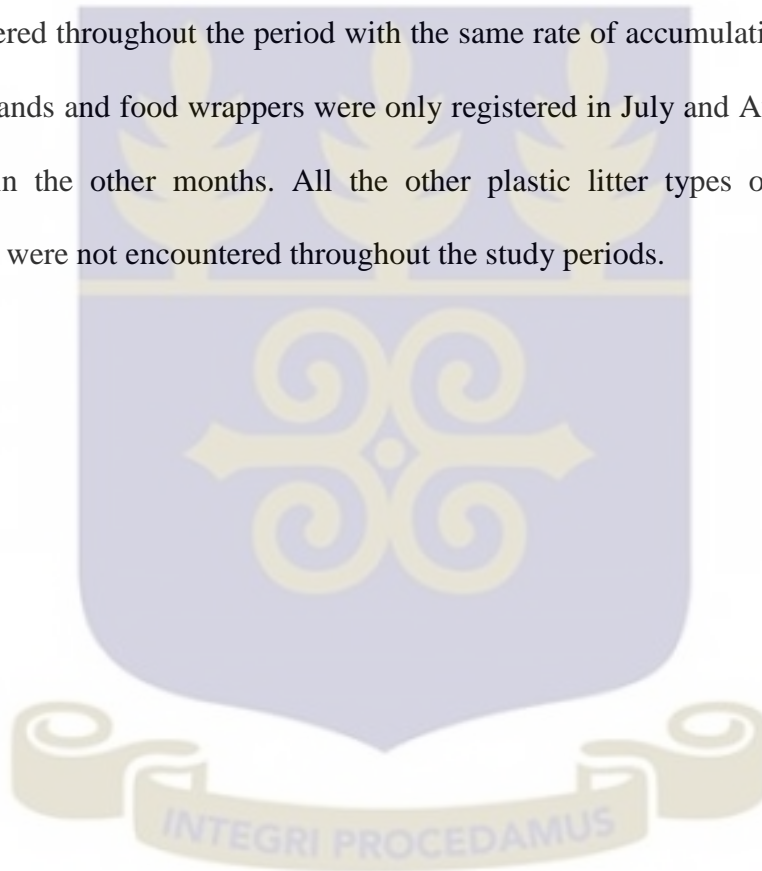 ered throughout the period with the same rate of accumulati
ands and food wrappers were only registered in July and A
in the other months. All the other plastic litter types o
were not encountered throughout the study periods.
INTEGRI PROCEDAMUS